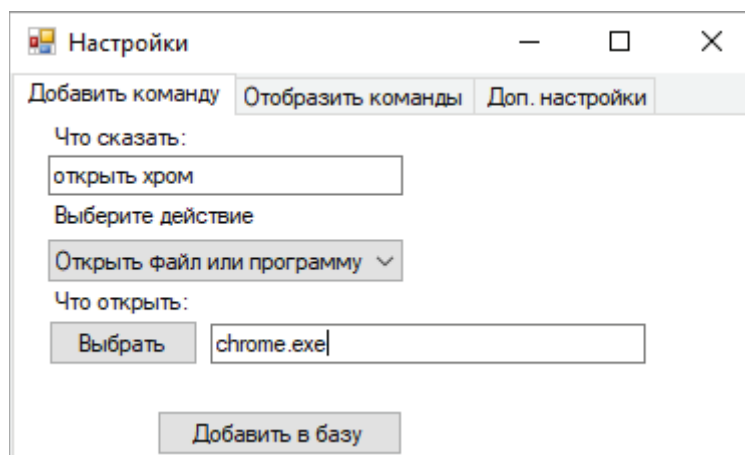 Настройки
Добавить команду Отобразить команды Доп. настройки
Что сказать:
открыть хром
Выберите действие
Открыть файл или программу
Что открыть:
Выбрать chrome.exe
Добавить в базу